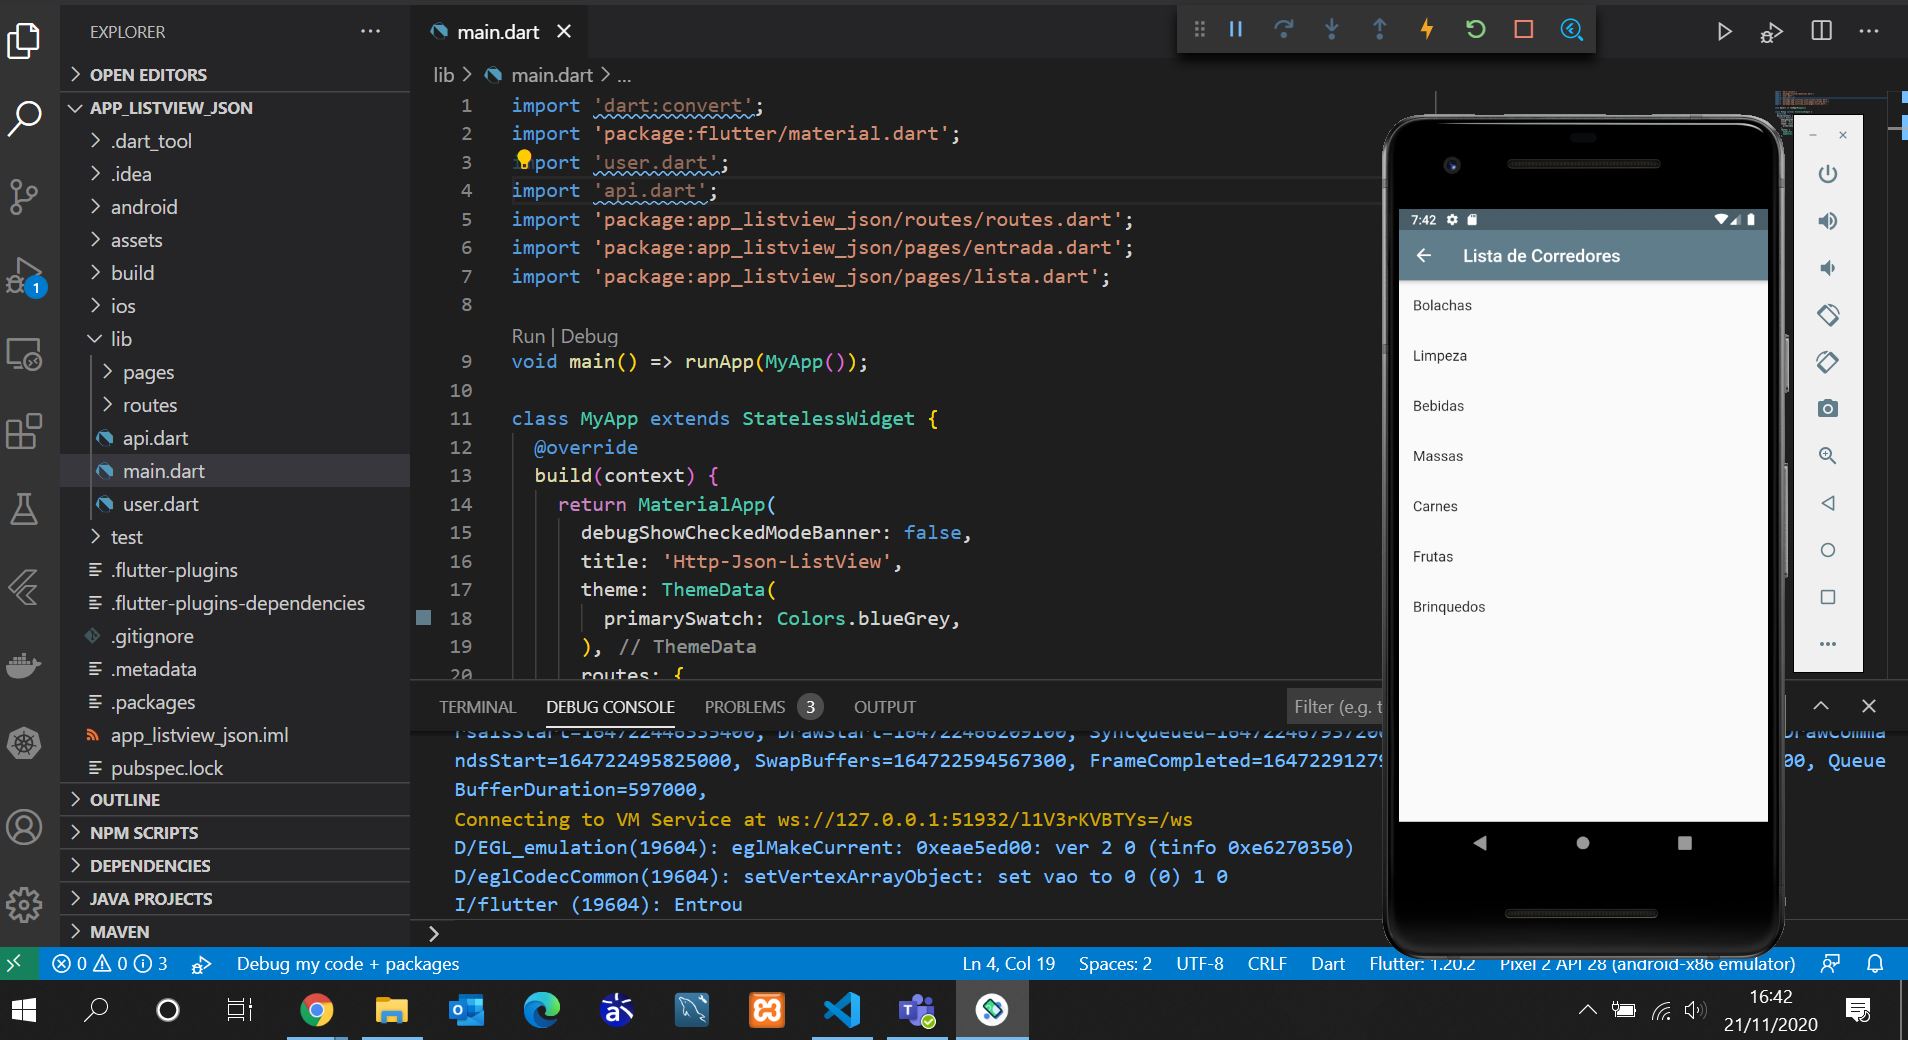 EXPLORER
OPEN EDITORS
APP_LISTVIEW_JSON
.dart_tool
.idea
android
assets
build
ios
lib
pages
routes
api.dart
main.dart
user.dart
test
.flutter-plugins
.flutter-plugins-dependencies
.gitignore
.metadata
.packages
app_listview_json.iml
pubspec.lock
OUTLINE
NPM SCRIPTS
DEPENDENCIES
JAVA PROJECTS
MAVEN
1
main.dart
lib > main.dart > ...
1 import 'dart:convert';
2 import 'package:flutter/material.dart';
3 import 'user.dart';
4 import 'api.dart';
5 import 'package:app_listview_json/routes/routes.dart';
6 import 'package:app_listview_json/pages/entrada.dart';
7 import 'package:app_listview_json/pages/lista.dart';
8
Run | Debug
9 void main() => runApp(MyApp());
10
11 class MyApp extends StatelessWidget {
12 @override
13 build(context) {
14 return MaterialApp(
15 debugShowCheckedModeBanner: false,
16 title: 'Http-Json-ListView',
17 theme: ThemeData(
18 primarySwatch: Colors.blueGrey,
19 ), // ThemeData
20 routes: {
TERMINAL DEBUG CONSOLE PROBLEMS 3 OUTPUT Filter (e.g. t
ndsStart=164722495825000, SwapBuffers=164722594567300, FrameCompleted=16472291279 00, Queue
BufferDuration=597000,
Connecting to VM Service at ws://127.0.0.1:51932/l1V3rKVBTYs=/ws
D/EGL_emulation(19604): eglMakeCurrent: 0xeae5ed00: ver 2 0 (tinfo 0xe6270350)
D/eglCodecCommon(19604): setVertexArrayObject: set vao to 0 (0) 1 0
I/flutter (19604): Entrou
>
7:42
Lista de Corredores
Bolachas
Limpeza
Bebidas
Massas
Carnes
Frutas
Brinquedos
0 0 3 Debug my code + packages Ln 4, Col 19 Spaces: 2 UTF-8 CRLF Dart Flutter: 1.20.2 Pixel 2 API 28 (android-x86 emulator)
16:42
21/11/2020